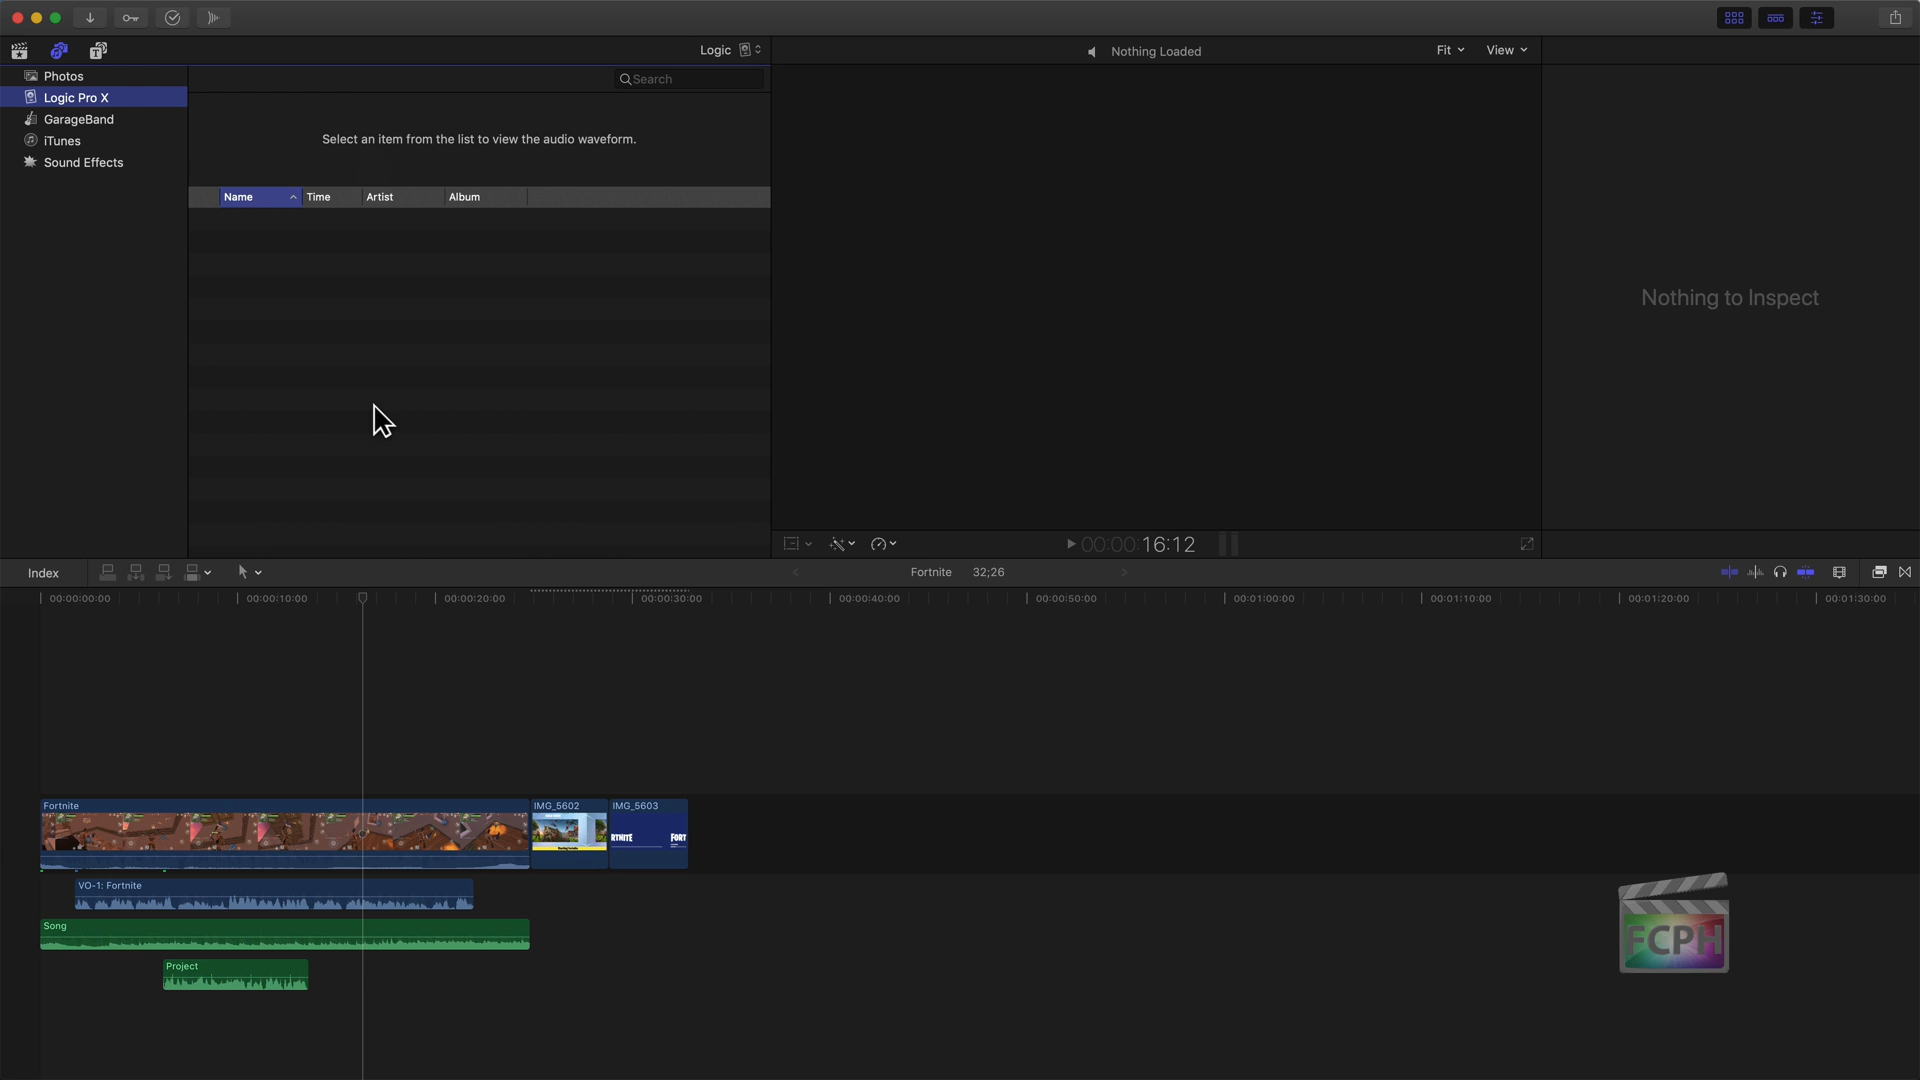 Logic
Nothing Loaded
Fit
View
Photos
Logic Pro X
GarageBand
iTunes
Sound Effects
Search
Select an item from the list to view the audio waveform.
Name
Time
Artist
Album
Nothing to Inspect
00:00:16:12
Index
Fortnite
32;26
00:00:00:00
00:00:10:00
00:00:20:00
00:00:30:00
00:00:40:00
00:00:50:00
00:01:00:00
00:01:10:00
00:01:20:00
00:01:30:00
Fortnite
IMG_5602
IMG_5603
RTNITE
FORT
VO-1: Fortnite
Song
Project
FCPH